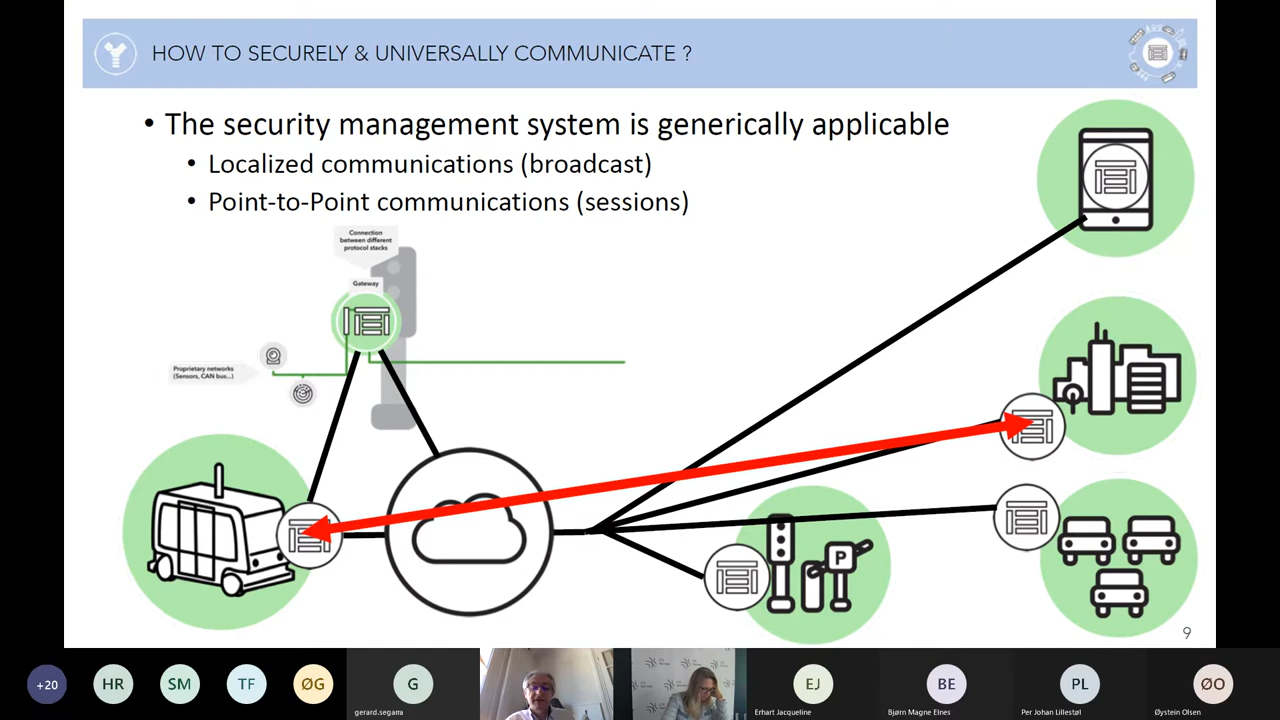 HOW TO SECURELY & UNIVERSALLY COMMUNICATE ?
• The security management system is generically applicable
• Localized communications (broadcast)
• Point-to-Point communications (sessions)
Connection
between different
protocol stacks
Gateway
Proprietary networks
(Sensors, CAN bus...)
P
9
+20
HR
SM
TF
ØG
G
gerard.segarra
EJ
Erhart Jacqueline
BE
Bjørn Magne Elnes
PL
Per Johan Lillestøl
ØO
Øystein Olsen